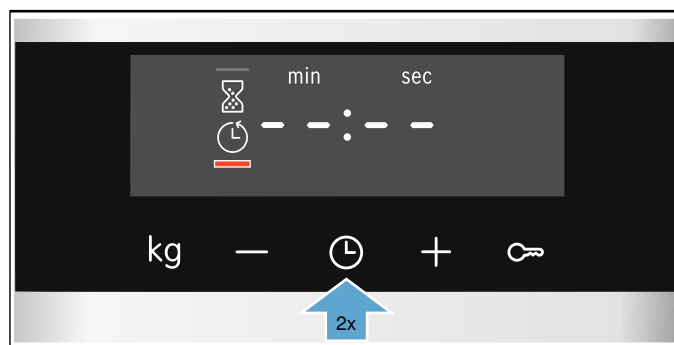 min sec
--:--
kg − +
2x